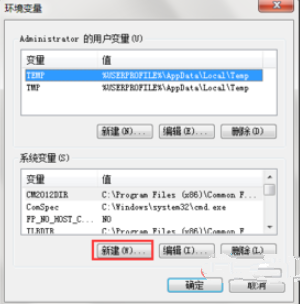 环境变量
Administrator 的用户变量(U)
变量 值
TEMP %USERPROFILE%\AppData\Local\Temp
TMP %USERPROFILE%\AppData\Local\Temp
新建(N)... 编辑(E)... 删除(D)
系统变量(S)
变量 值
CM2012DIR C:\Program Files (x86)\Common F...
ComSpec C:\Windows\system32\cmd.exe
FP_NO_HOST_C... NO
C:\Program Files (x86)\Common F...
新建(W)... 编辑(I)... 删除(L)
确定 取消